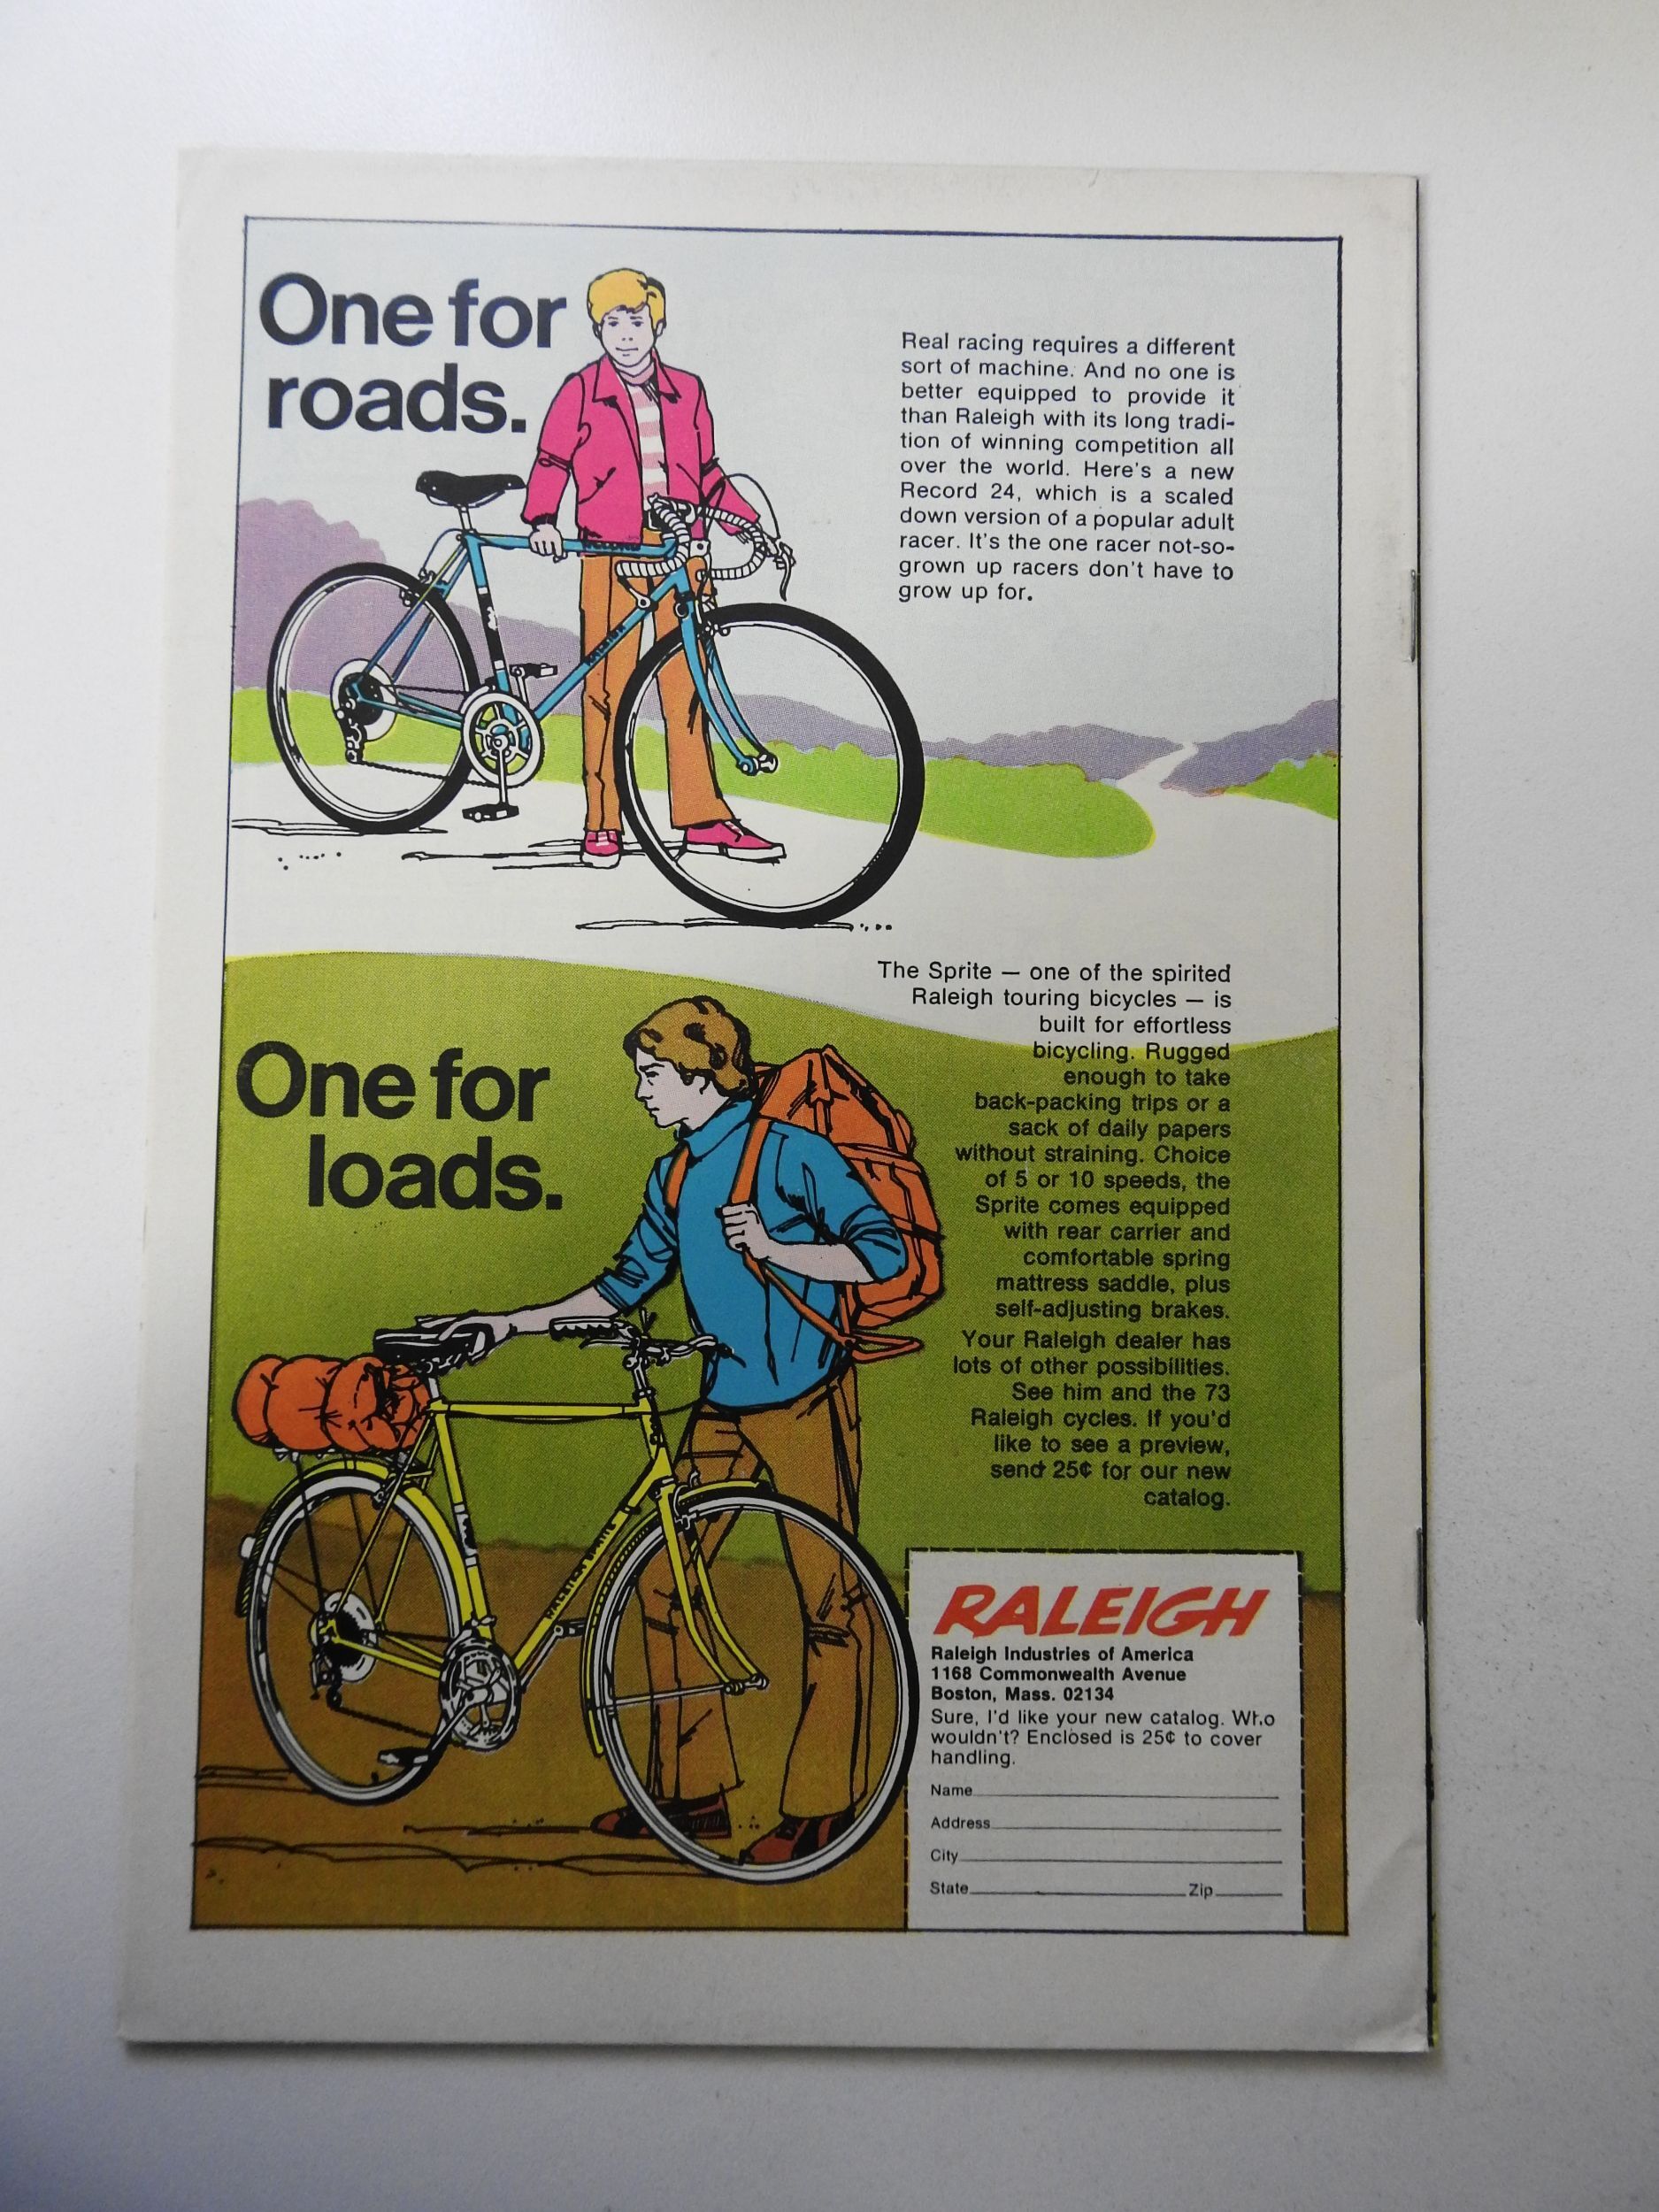 One for
roads.
Real racing requires a different
sort of machine. And no one is
better equipped to provide it
than Raleigh with its long tradi-
tion of winning competition all
over the world. Here's a new
Record 24, which is a scaled
down version of a popular adult
racer. It's the one racer not-so-
grown up racers don't have to
grow up for.
RALEIGH
One for
loads.
The Sprite — one of the spirited
Raleigh touring bicycles — is
built for effortless
bicycling. Rugged
enough to take
back-packing trips or a
sack of daily papers
without straining. Choice
of 5 or 10 speeds, the
Sprite comes equipped
with rear carrier and
comfortable spring
mattress saddle, plus
self-adjusting brakes.
Your Raleigh dealer has
lots of other possibilities.
See him and the 73
Raleigh cycles. If you'd
like to see a preview,
send 25¢ for our new
catalog.
RALEIGH SPRITE
RALEIGH
Raleigh Industries of America
1168 Commonwealth Avenue
Boston, Mass. 02134
Sure, I'd like your new catalog. Who
wouldn't? Enclosed is 25¢ to cover
handling.
Name
Address
City
State Zip